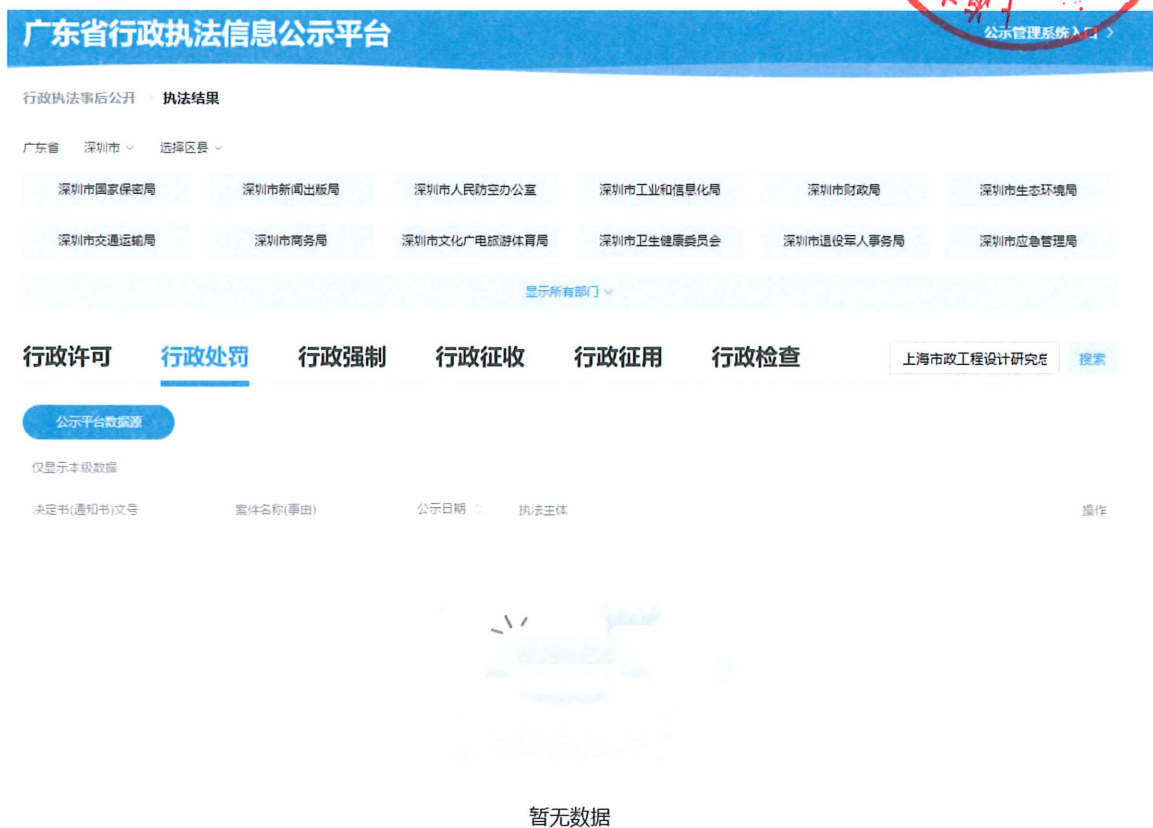 广东省行政执法信息公示平台
公示管理系统入口 >
行政执法事后公开 > 执法结果
广东省 深圳市 选择区县
深圳市国家保密局 深圳市新闻出版局 深圳市人民防空办公室 深圳市工业和信息化局 深圳市财政局 深圳市生态环境局
深圳市交通运输局 深圳市商务局 深圳市文化广电旅游体育局 深圳市卫生健康委员会 深圳市退役军人事务局 深圳市应急管理局
显示所有部门
行政许可 行政处罚 行政强制 行政征收 行政征用 行政检查 上海市政工程设计研究总 搜索
公示平台数据源
仅显示本级数据
决定书(通知书)文号 案件名称(事由) 公示日期 执法主体 操作
暂无数据